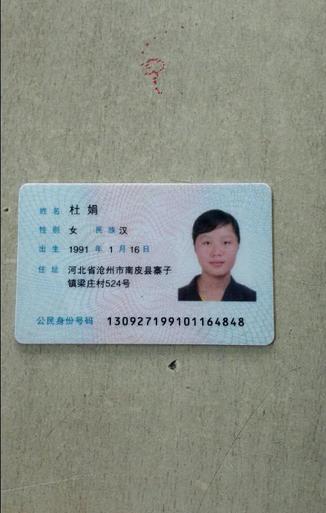 姓名 杜娟
性别 女 民族 汉
出生 1991 年 1 月 16 日
住址 河北省沧州市南皮县寨子
镇梁庄村524号
公民身份号码 130927199101164848